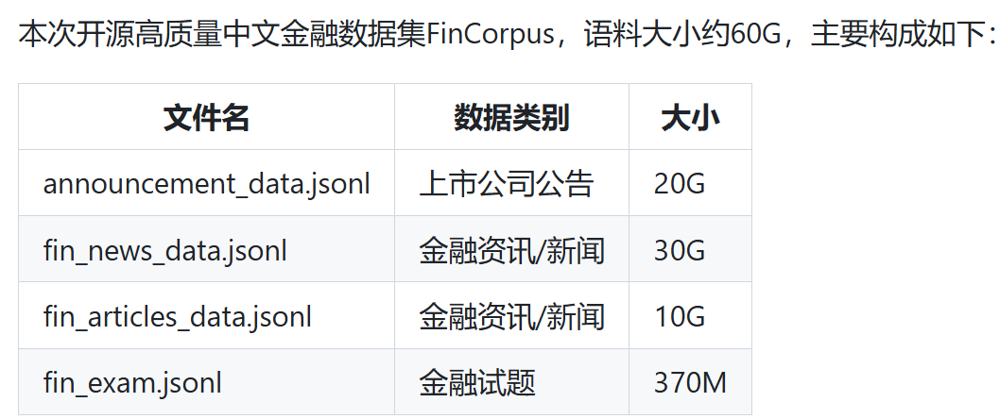 本次开源高质量中文金融数据集FinCorpus，语料大小约60G，主要构成如下：
文件名 数据类别 大小
announcement_data.jsonl 上市公司公告 20G
fin_news_data.jsonl 金融资讯/新闻 30G
fin_articles_data.jsonl 金融资讯/新闻 10G
fin_exam.jsonl 金融试题 370M